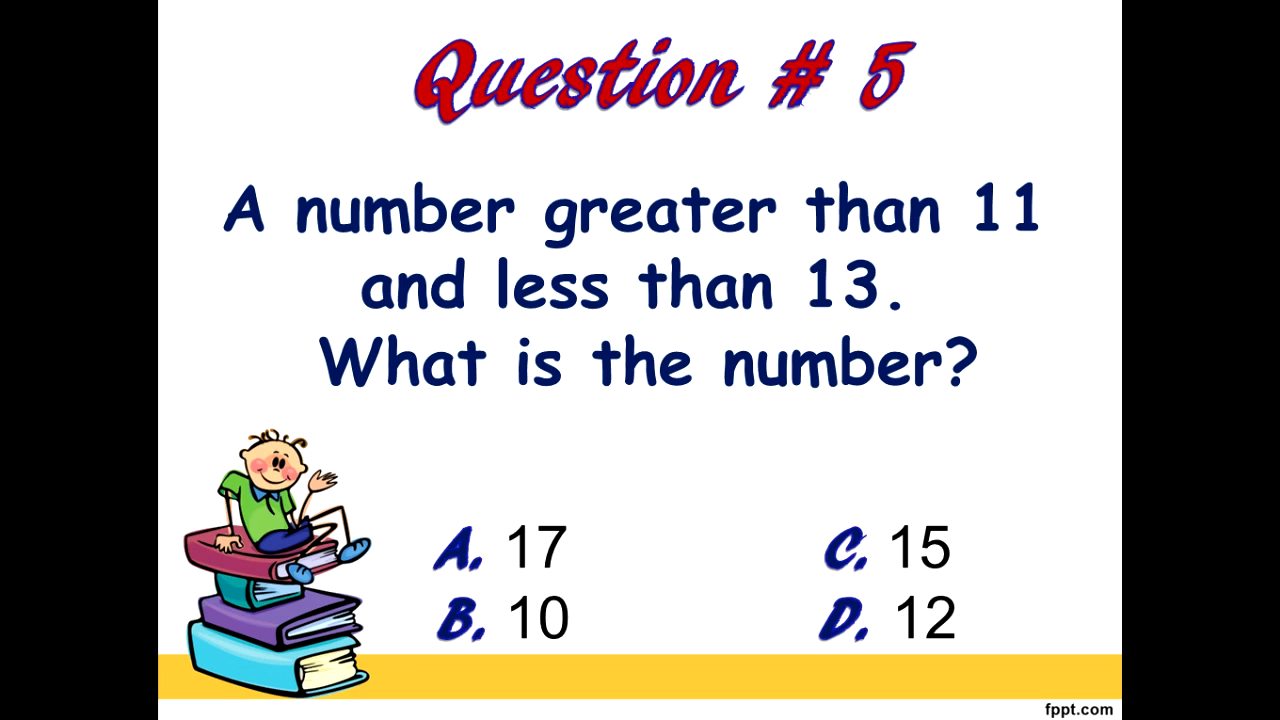 Question # 5
A number greater than 11
and less than 13.
What is the number?
A. 17
B. 10
C. 15
D. 12
fppt.com